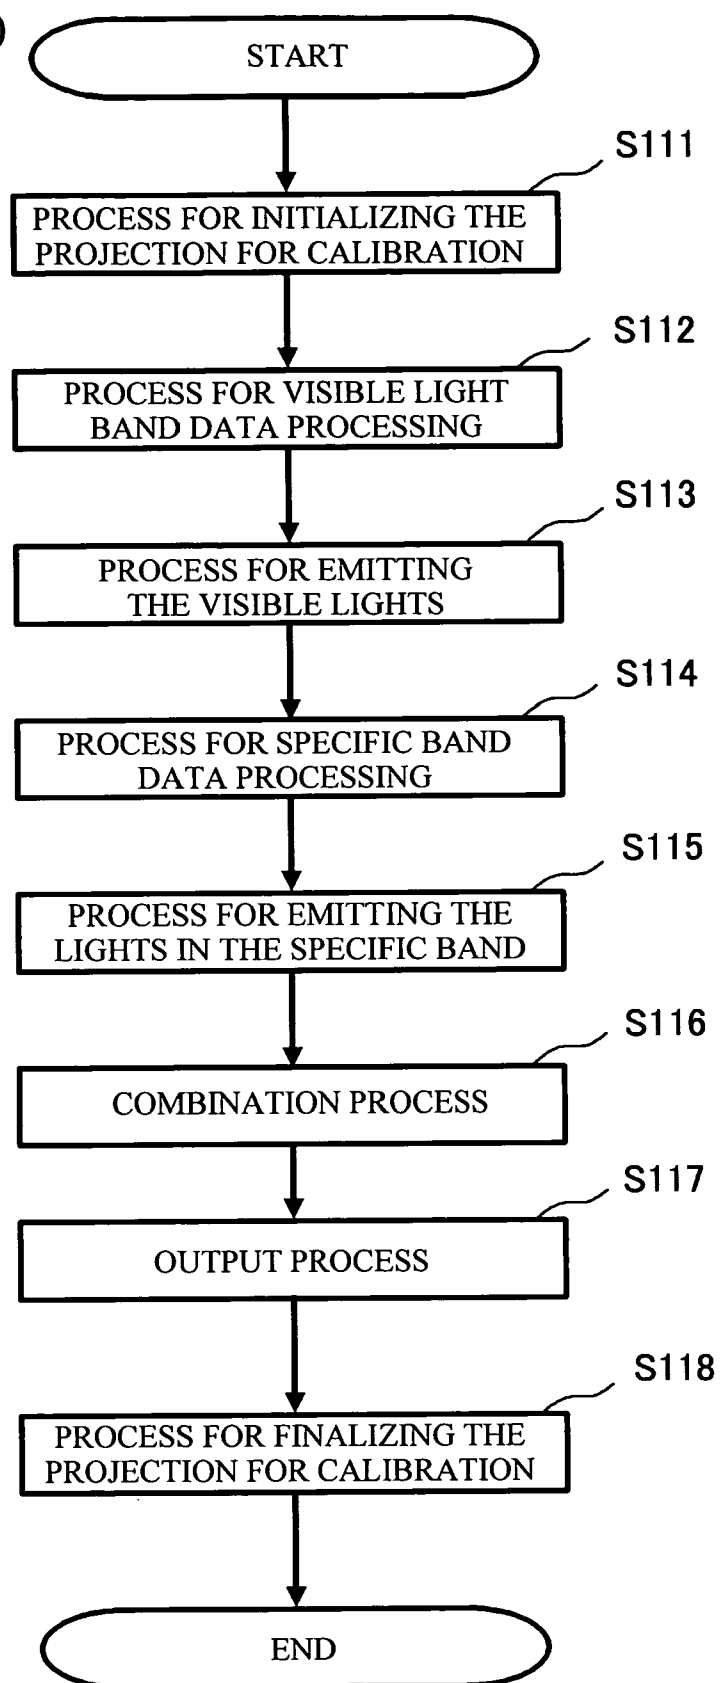 )
START
S111
PROCESS FOR INITIALIZING THE
PROJECTION FOR CALIBRATION
S112
PROCESS FOR VISIBLE LIGHT
BAND DATA PROCESSING
S113
PROCESS FOR EMITTING
THE VISIBLE LIGHTS
S114
PROCESS FOR SPECIFIC BAND
DATA PROCESSING
S115
PROCESS FOR EMITTING THE
LIGHTS IN THE SPECIFIC BAND
S116
COMBINATION PROCESS
S117
OUTPUT PROCESS
S118
PROCESS FOR FINALIZING THE
PROJECTION FOR CALIBRATION
END